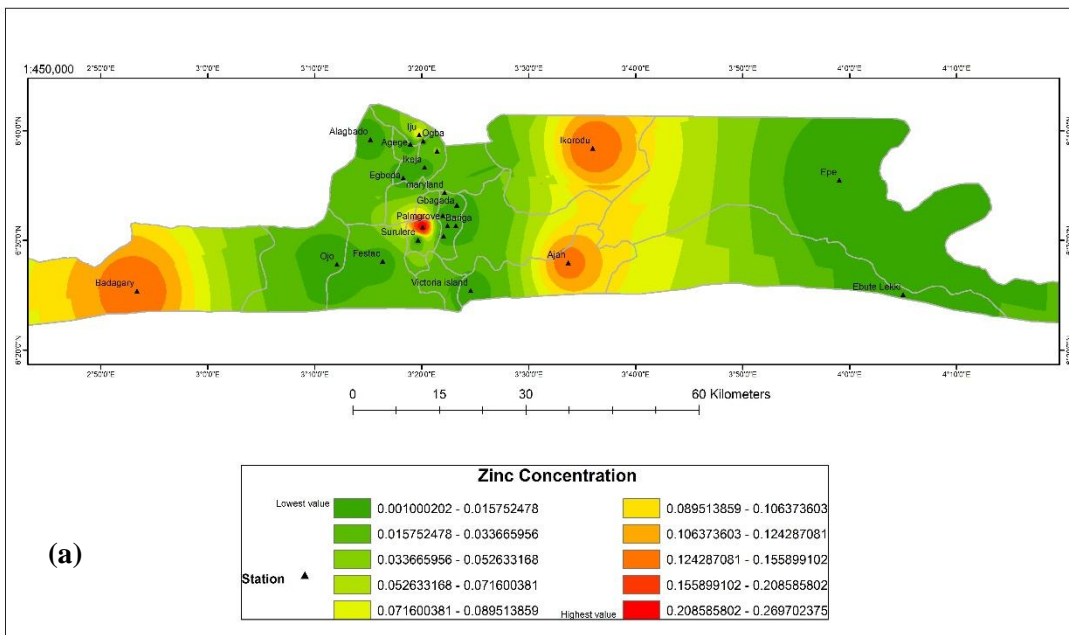 1:450,000
2°50'0"E 3°0'0"E 3°10'0"E 3°20'0"E 3°30'0"E 3°40'0"E 3°50'0"E 4°0'0"E 4°10'0"E
Iju
Alagbado
Ogba
Agege
Ikorodu
Ikeja
Egbeda
Epe
maryland
Gbagada
Palmgrove
Bariga
Surulere
Ajah
Ojo
Festac
Badagary
Victoria island
Ebute Lekki
6°20'0"N
2°50'0"E 3°0'0"E 3°10'0"E 3°20'0"E 3°30'0"E 3°40'0"E 3°50'0"E 4°0'0"E 4°10'0"E
0 15 30 60 Kilometers
Zinc Concentration
Lowest value
0.001000202 - 0.015752478
0.015752478 - 0.033665956
0.033665956 - 0.052633168
0.052633168 - 0.071600381
0.071600381 - 0.089513859
0.089513859 - 0.106373603
0.106373603 - 0.124287081
0.124287081 - 0.155899102
0.155899102 - 0.208585802
Highest value 0.208585802 - 0.269702375
Station
(a)